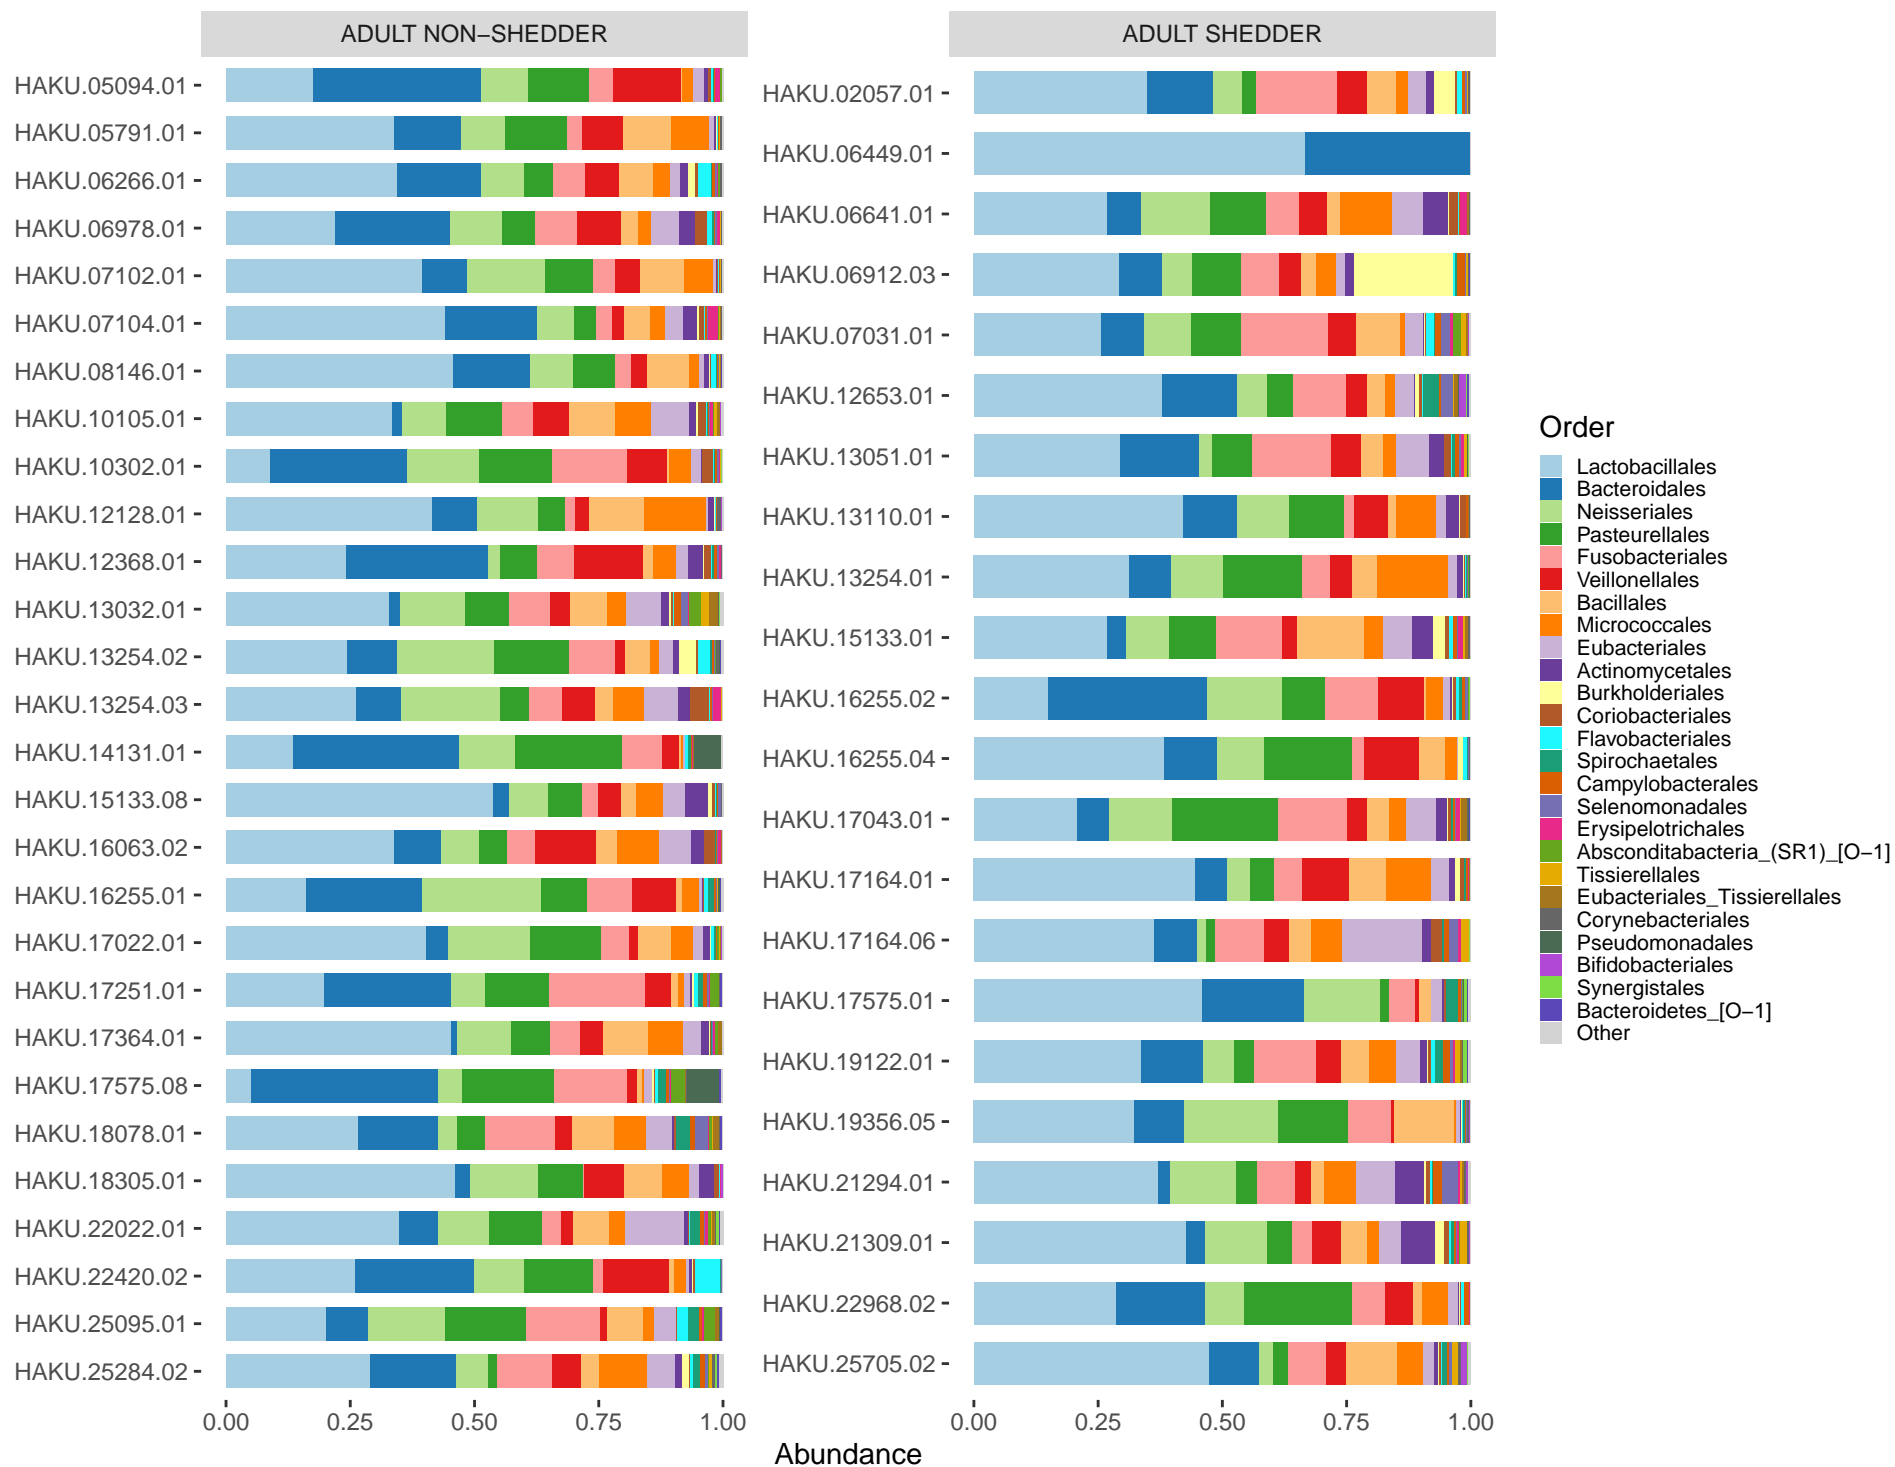 ADULT NON−SHEDDER
HAKU.05094.01
HAKU.05791.01
HAKU.06266.01
HAKU.06978.01
HAKU.07102.01
HAKU.07104.01
HAKU.08146.01
HAKU.10105.01
HAKU.10302.01
HAKU.12128.01
HAKU.12368.01
HAKU.13032.01
HAKU.13254.02
HAKU.13254.03
HAKU.14131.01
HAKU.15133.08
HAKU.16063.02
HAKU.16255.01
HAKU.17022.01
HAKU.17251.01
HAKU.17364.01
HAKU.17575.08
HAKU.18078.01
HAKU.18305.01
HAKU.22022.01
HAKU.22420.02
HAKU.25095.01
HAKU.25284.02
0.00 0.25 0.50 0.75 1.00
ADULT SHEDDER
HAKU.02057.01
HAKU.06449.01
HAKU.06641.01
HAKU.06912.03
HAKU.07031.01
HAKU.12653.01
HAKU.13051.01
HAKU.13110.01
HAKU.13254.01
HAKU.15133.01
HAKU.16255.02
HAKU.16255.04
HAKU.17043.01
HAKU.17164.01
HAKU.17164.06
HAKU.17575.01
HAKU.19122.01
HAKU.19356.05
HAKU.21294.01
HAKU.21309.01
HAKU.22968.02
HAKU.25705.02
0.00 0.25 0.50 0.75 1.00
Abundance
Order
Lactobacillales
Bacteroidales
Neisseriales
Pasteurellales
Fusobacteriales
Veillonellales
Bacillales
Micrococcales
Eubacteriales
Actinomycetales
Burkholderiales
Coriobacteriales
Flavobacteriales
Spirochaetales
Campylobacterales
Selenomonadales
Erysipelotrichales
Absconditabacteria_(SR1)_[O−1]
Tissierellales
Eubacteriales_Tissierellales
Corynebacteriales
Pseudomonadales
Bifidobacteriales
Synergistales
Bacteroidetes_[O−1]
Other